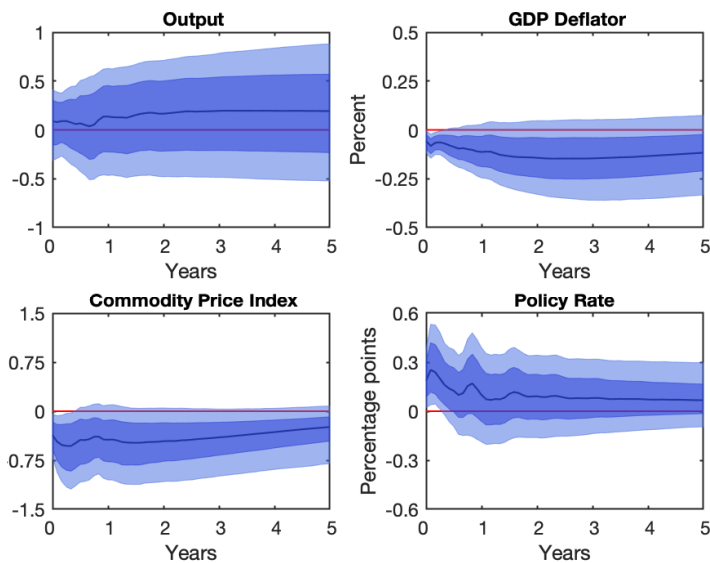 Output
1
0.5
0
-0.5
-1
0 1 2 3 4 5
Years
GDP Deflator
Percent
0.5
0.25
0
-0.25
0.5
0 1 2 3 4 5
Years
Commodity Price Index
1.5
0.75
0
0.75
-1.5
0 1 2 3 4 5
Years
Policy Rate
Percentage points
0.6
0.3
0
-0.3
-0.6
0 1 2 3 4 5
Years